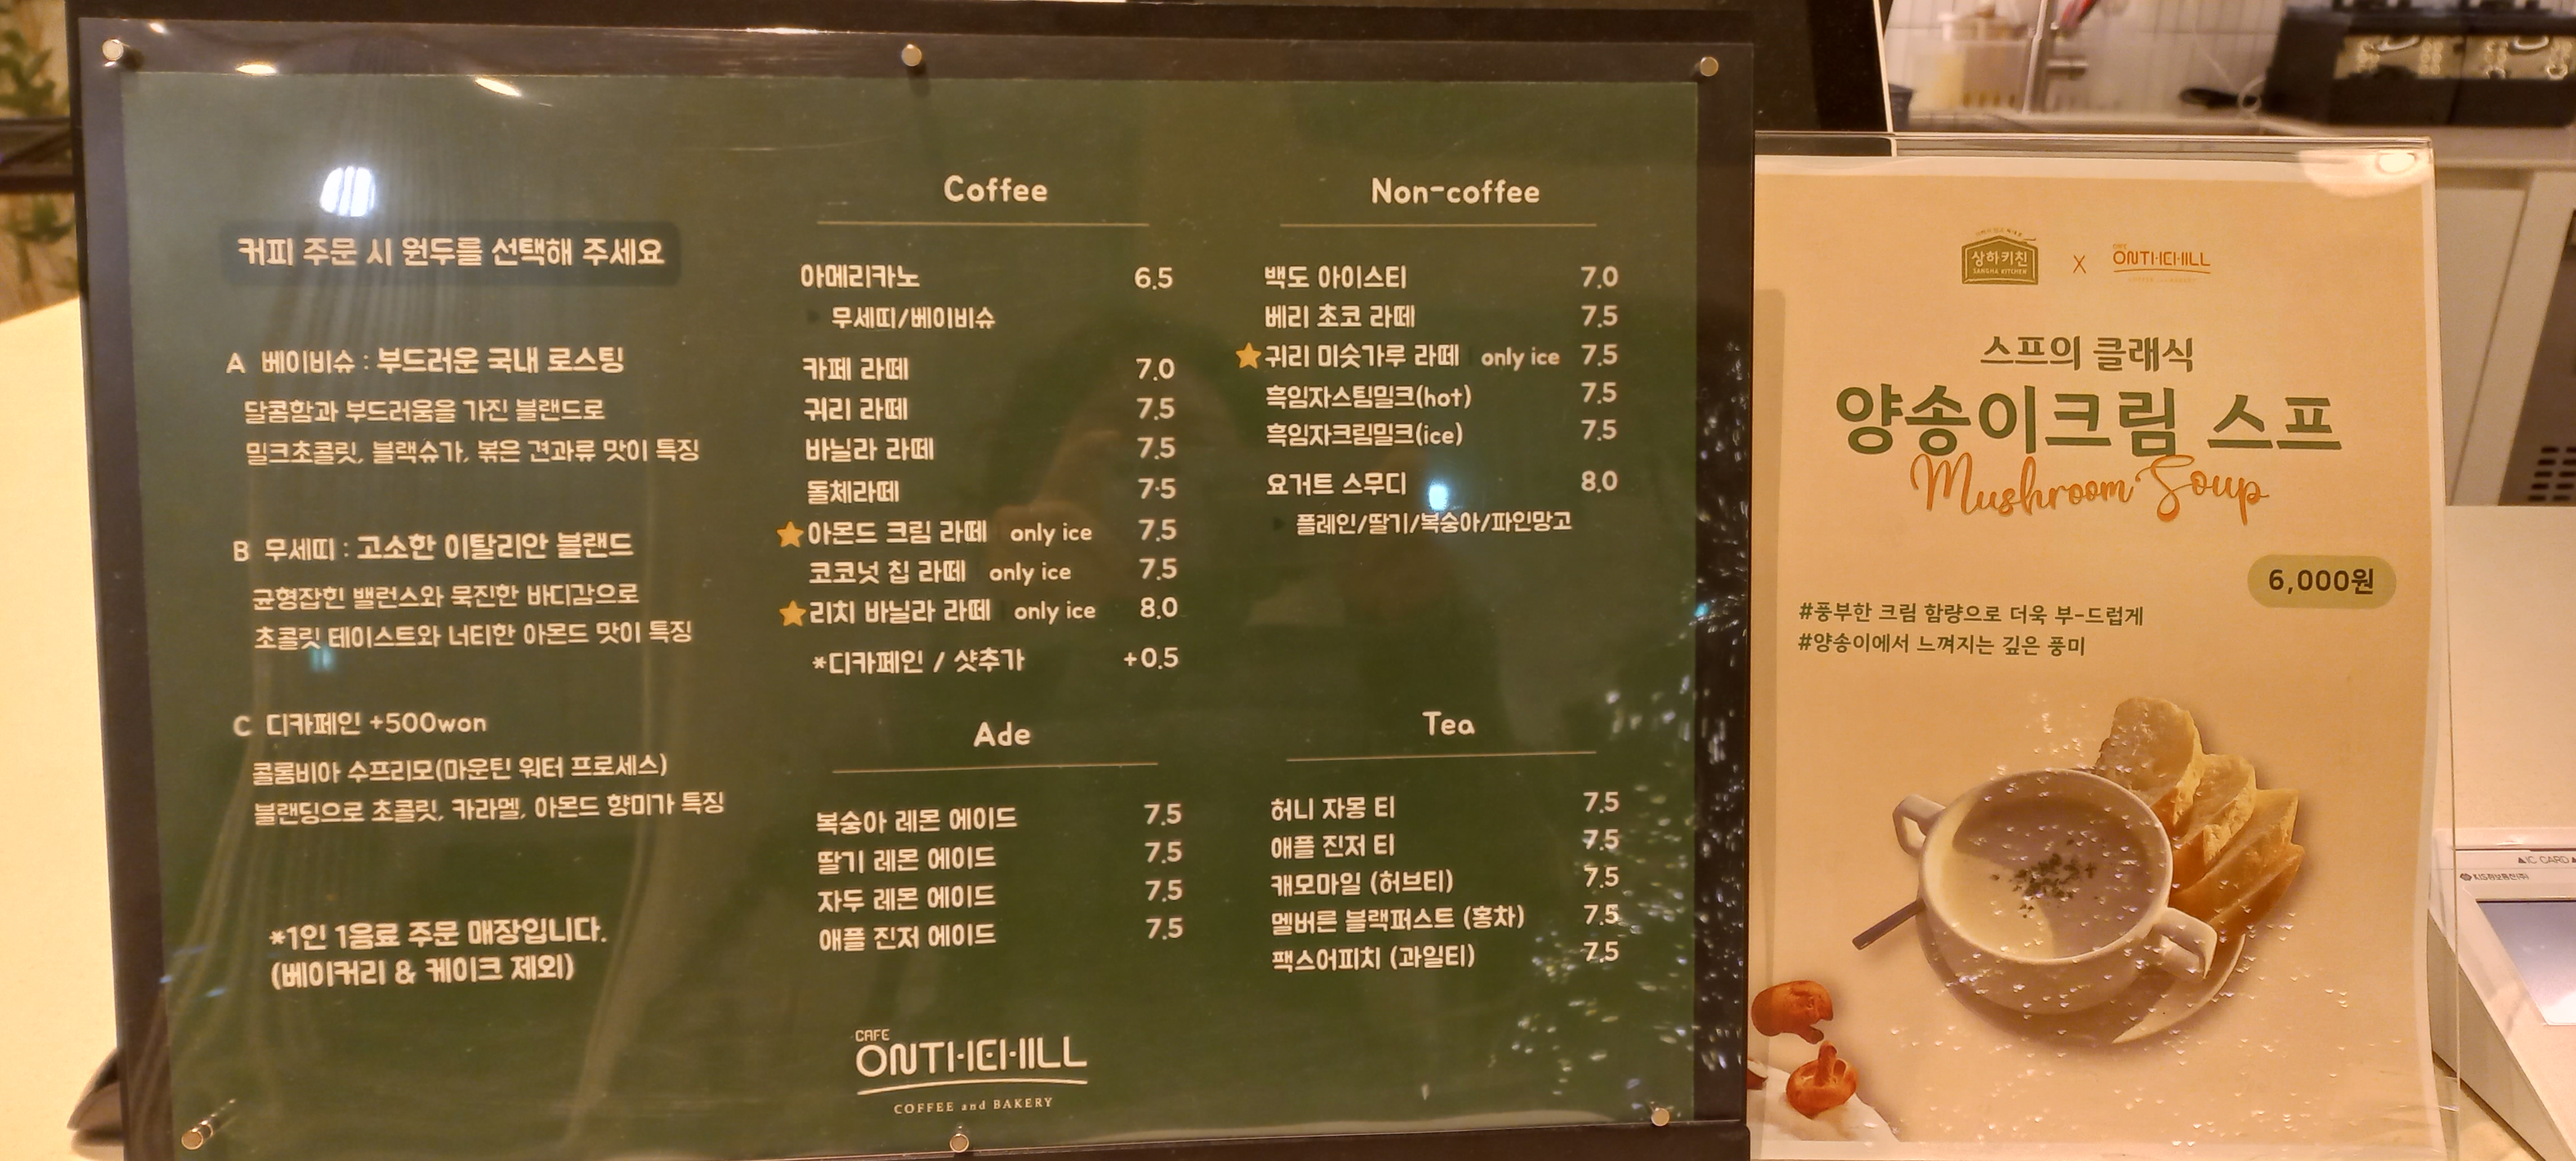 커피 주문 시 원두를 선택해 주세요
A 베이비슈 : 부드러운 국내 로스팅
달콤함과 부드러움을 가진 블랜드로
밀크초콜릿, 블랙슈가, 볶은 견과류 맛이 특징
B 무세띠 : 고소한 이탈리안 블랜드
균형잡힌 밸런스와 묵진한 바디감으로
초콜릿 테이스트와 너티한 아몬드 맛이 특징
C 디카페인 +500won
콜롬비아 수프리모(마운틴 워터 프로세스)
블랜딩으로 초콜릿, 카라멜, 아몬드 향미가 특징
*1인 1음료 주문 매장입니다.
(베이커리 & 케이크 제외)
Coffee
아메리카노 6.5
무세띠/베이비슈
카페 라떼 7.0
귀리 라떼 7.5
바닐라 라떼 7.5
돌체라떼 7.5
아몬드 크림 라떼 only ice 7.5
코코넛 칩 라떼 only ice 7.5
리치 바닐라 라떼 only ice 8.0
*디카페인 / 샷추가 +0.5
Ade
복숭아 레몬 에이드 7.5
딸기 레몬 에이드 7.5
자두 레몬 에이드 7.5
애플 진저 에이드 7.5
Non-coffee
백도 아이스티 7.0
베리 초코 라떼 7.5
귀리 미숫가루 라떼 only ice 7.5
흑임자스팀밀크(hot) 7.5
흑임자크림밀크(ice) 7.5
요거트 스무디 8.0
플레인/딸기/복숭아/파인망고
Tea
허니 자몽 티 7.5
애플 진저 티 7.5
캐모마일 (허브티) 7.5
멜버른 블랙퍼스트 (홍차) 7.5
팩스어피치 (과일티) 7.5
CAFE
ONTHEHILL
COFFEE and BAKERY
상하키친
SANGHA KITCHEN
X
ONTHEHILL
스프의 클래식
양송이크림 스프
Mushroom Soup
6,000원
#풍부한 크림 함량으로 더욱 부-드럽게
#양송이에서 느껴지는 깊은 풍미
▲IC CARD▲